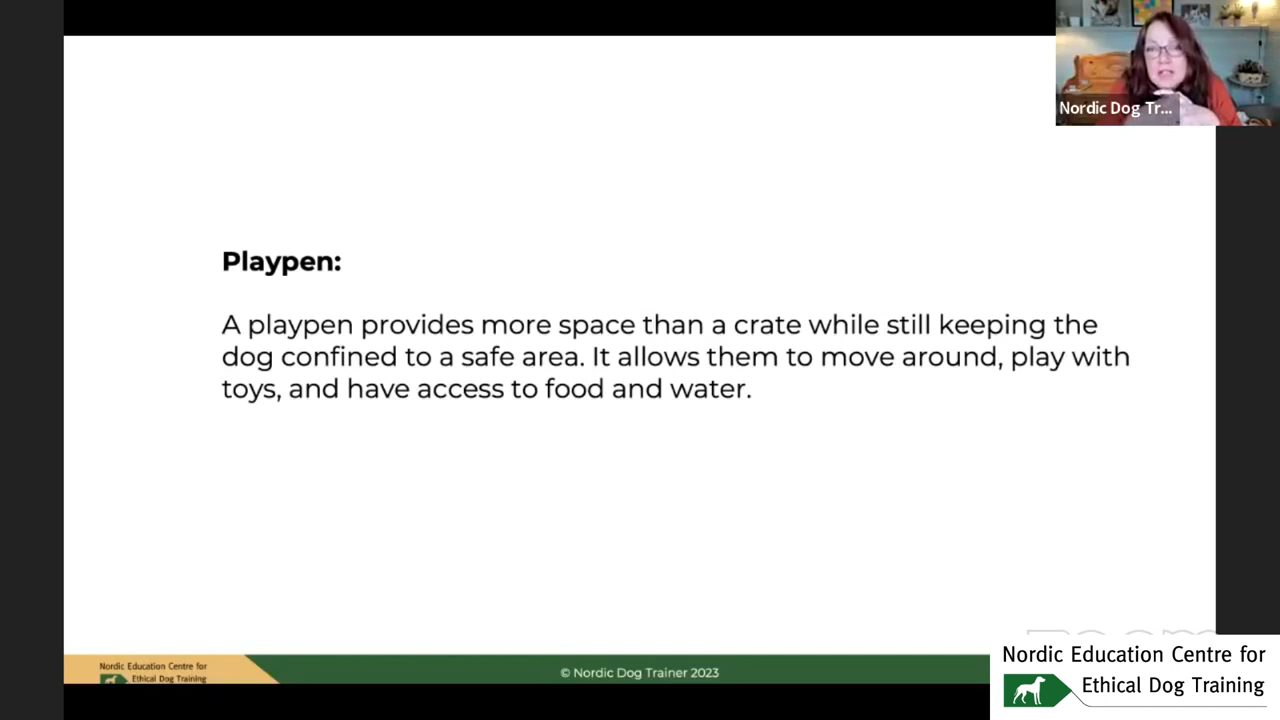 Nordic Dog Tr...
Playpen:
A playpen provides more space than a crate while still keeping the
dog confined to a safe area. It allows them to move around, play with
toys, and have access to food and water.
zoom
Nordic Education Centre for
Ethical Dog Training
© Nordic Dog Trainer 2023
Nordic Education Centre for
Ethical Dog Training